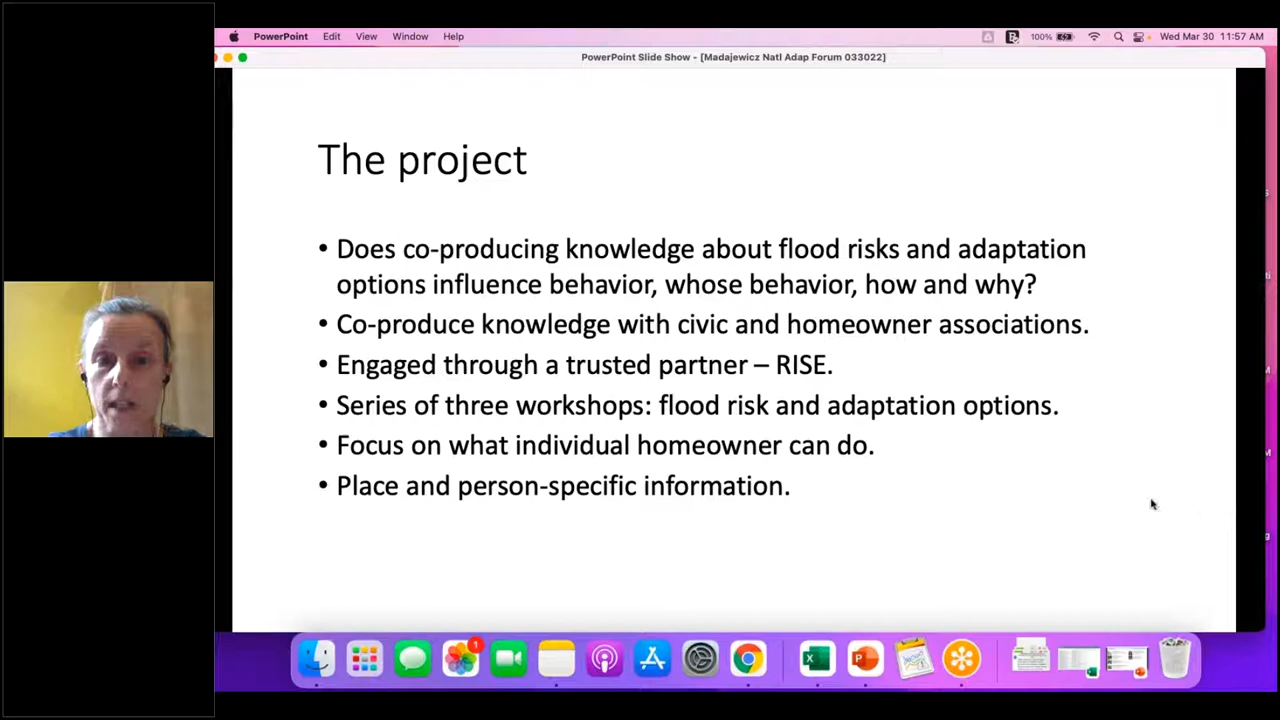 PowerPoint Edit View Window Help 100% Wed Mar 30 11:57 AM
PowerPoint Slide Show - [Madajewicz Natl Adap Forum 033022]
The project
• Does co-producing knowledge about flood risks and adaptation
options influence behavior, whose behavior, how and why?
• Co-produce knowledge with civic and homeowner associations.
• Engaged through a trusted partner – RISE.
• Series of three workshops: flood risk and adaptation options.
• Focus on what individual homeowner can do.
• Place and person-specific information.
1